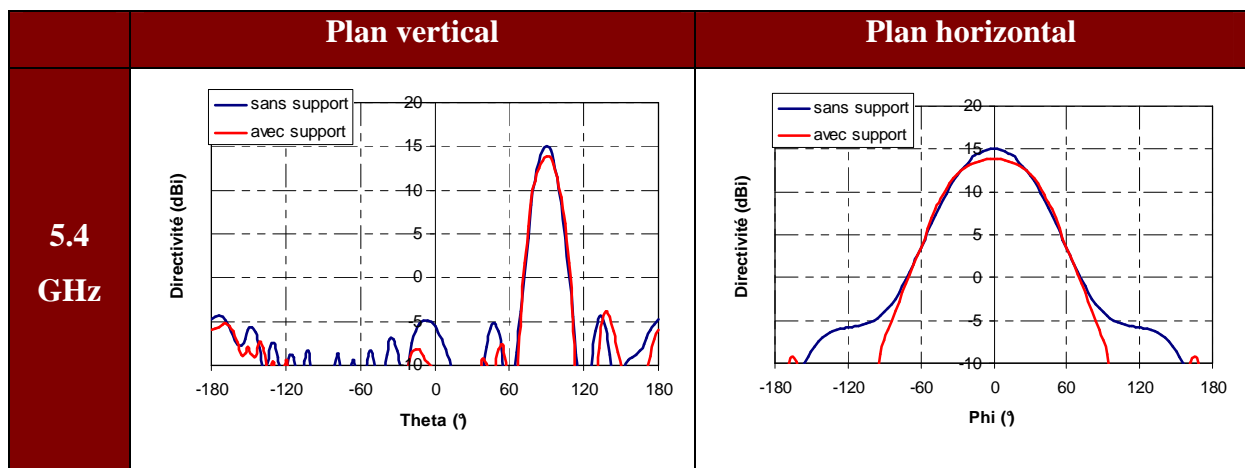 Plan vertical
Plan horizontal
5.4
GHz
sans support
avec support
20
15
10
5
0
-5
-10
-180
-120
-60
0
60
120
180
Directivité (dBi)
Theta (°)
sans support
avec support
20
15
10
5
0
-5
-10
-180
-120
-60
0
60
120
180
Directivité (dBi)
Phi (°)